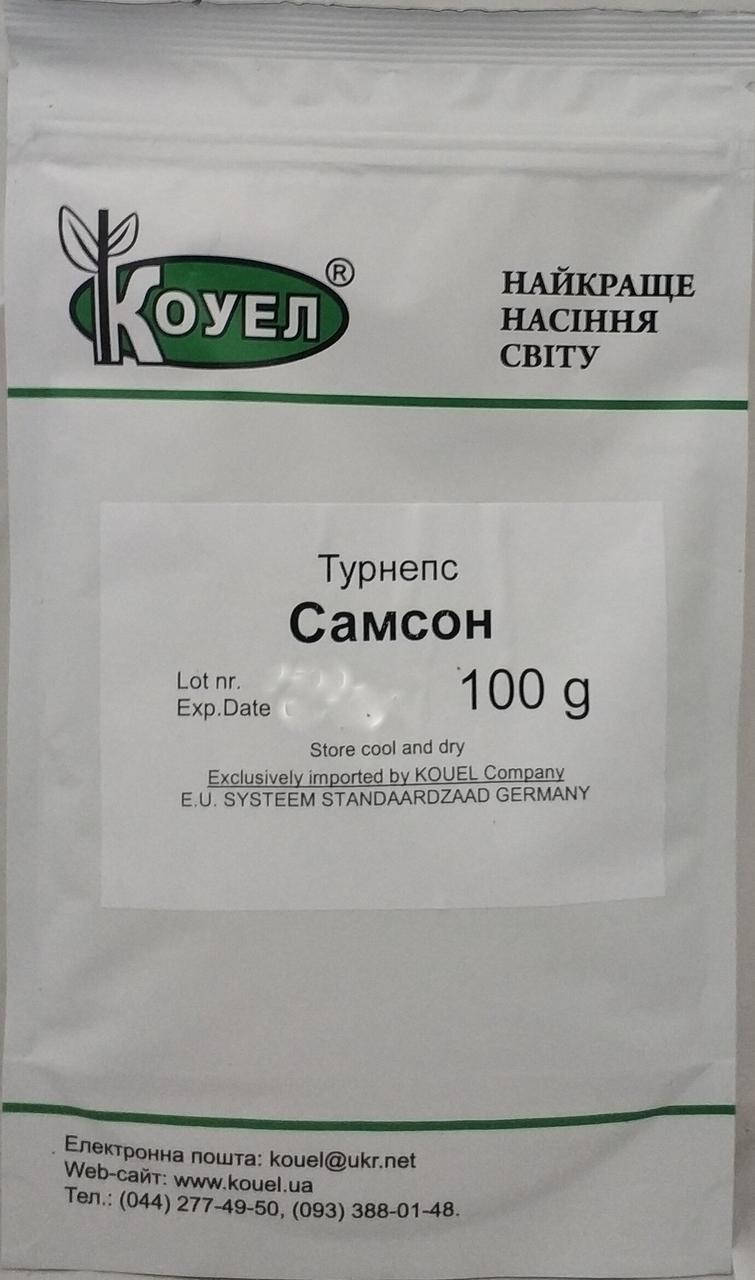 КОУЕЛ ®
НАЙКРАЩЕ
НАСІННЯ
СВІТУ
Турнепс
Самсон
Lot nr.
Exp.Date
100 g
Store cool and dry
Exclusively imported by KOUEL Company
E.U. SYSTEEM STANDAARDZAAD GERMANY
Електронна пошта: kouel@ukr.net
Web-сайт: www.kouel.ua
Тел.: (044) 277-49-50, (093) 388-01-48.